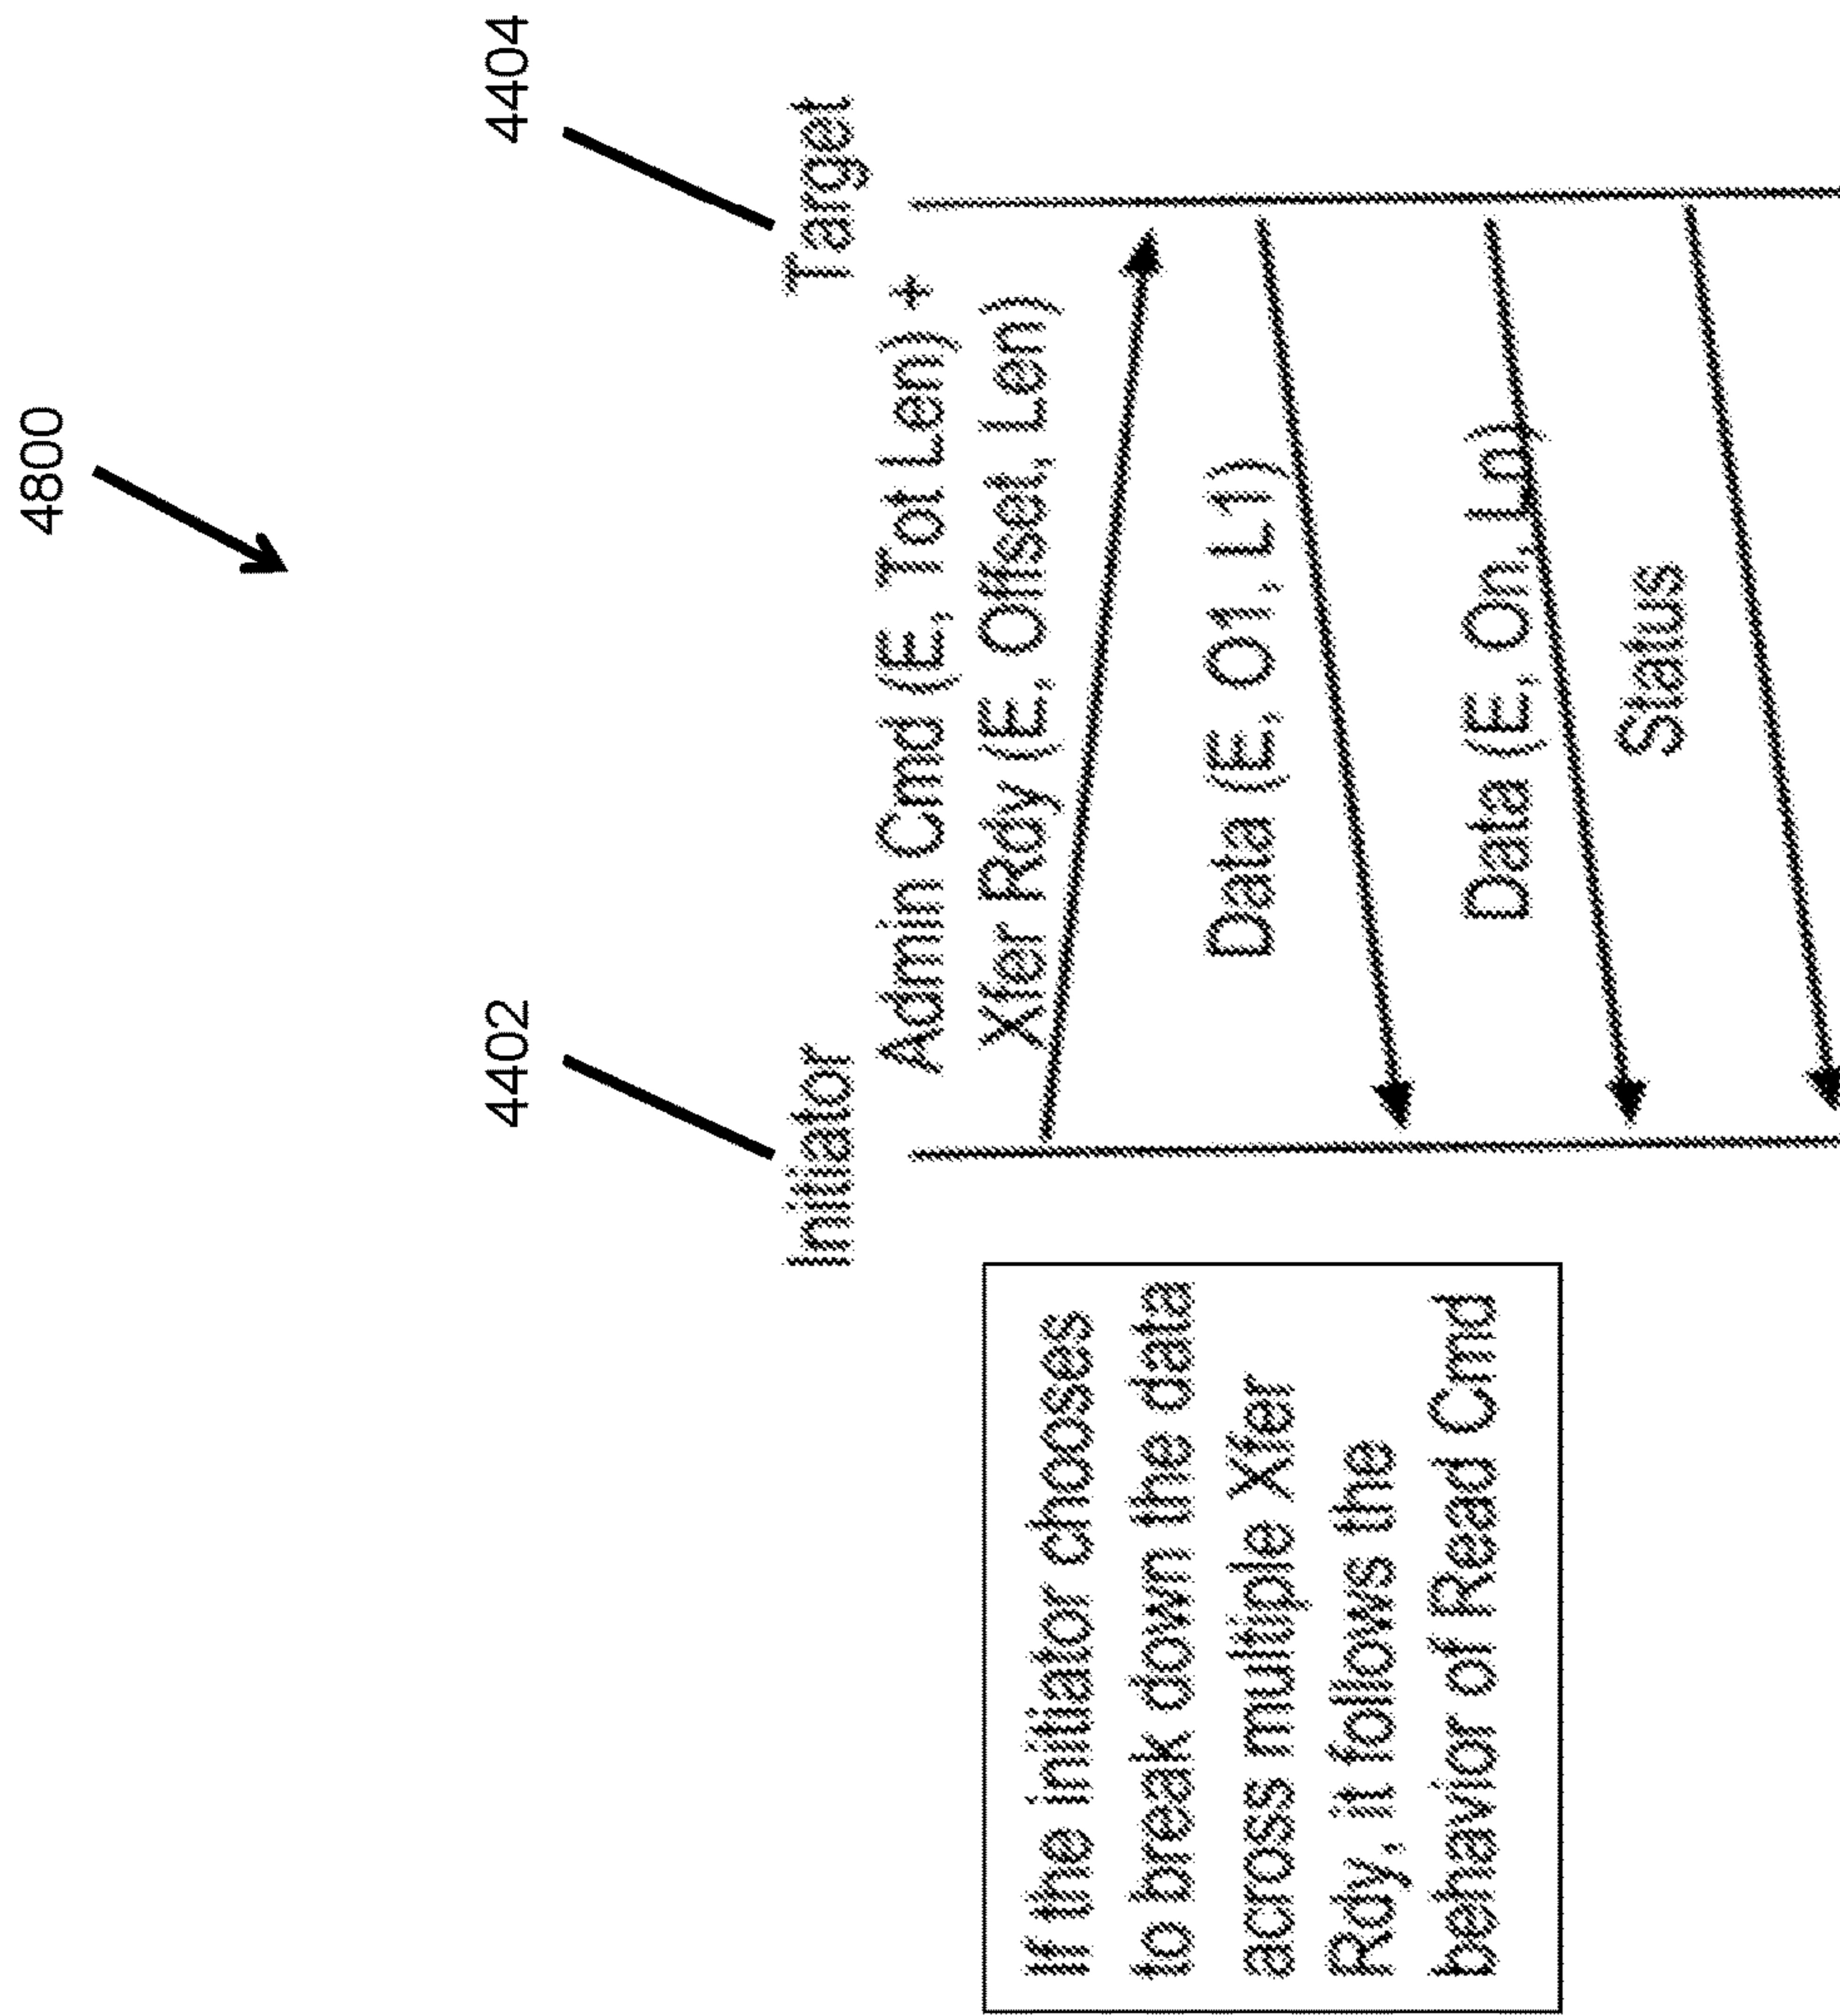 4800
4402
4404
Initiator
Target
Admin Cmd (E, Tot Len) +
Xfer Rdy (E, Offset, Len)
Data (E, O1, L1)
Data (E, On, Ln)
Status
If the initiator chooses
to break down the data
across multiple Xfer
Rdy, it follows the
behavior of Read Cmd